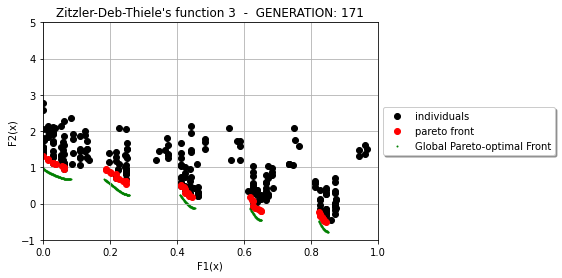 Zitzler-Deb-Thiele's function 3 - GENERATION: 171
5
4
3
2
1
0
−1
F2(x)
0.0 0.2 0.4 0.6 0.8 1.0
F1(x)
individuals
pareto front
Global Pareto-optimal Front